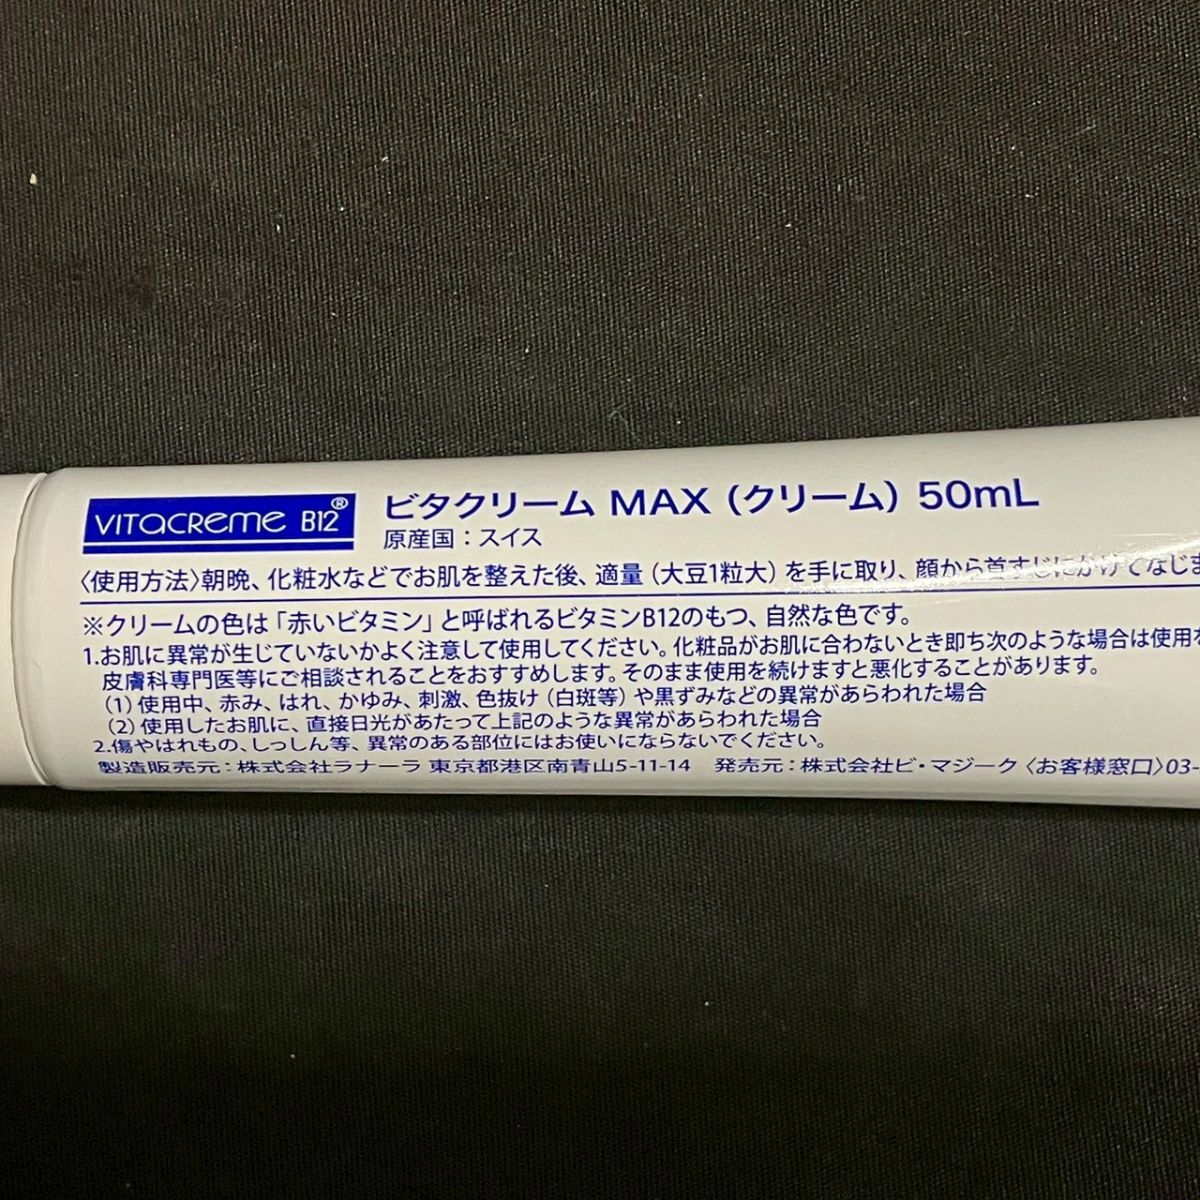 VITACREME B12®
ビタクリーム MAX（クリーム）50mL
原産国：スイス
〈使用方法〉朝晩、化粧水などでお肌を整えた後、適量（大豆1粒大）を手に取り、顔から首すじにかけてなじま
※クリームの色は「赤いビタミン」と呼ばれるビタミンB12のもつ、自然な色です。
1.お肌に異常が生じていないかよく注意して使用してください。化粧品がお肌に合わないとき即ち次のような場合は使用を
皮膚科専門医等にご相談されることをおすすめします。そのまま使用を続けますと悪化することがあります。
（1）使用中、赤み、はれ、かゆみ、刺激、色抜け（白斑等）や黒ずみなどの異常があらわれた場合
（2）使用したお肌に、直接日光があたって上記のような異常があらわれた場合
2.傷やはれもの、しっしん等、異常のある部位にはお使いにならないでください。
製造販売元：株式会社ラナーラ 東京都港区南青山5-11-14 発売元：株式会社ビ・マジーク〈お客様窓口〉03-